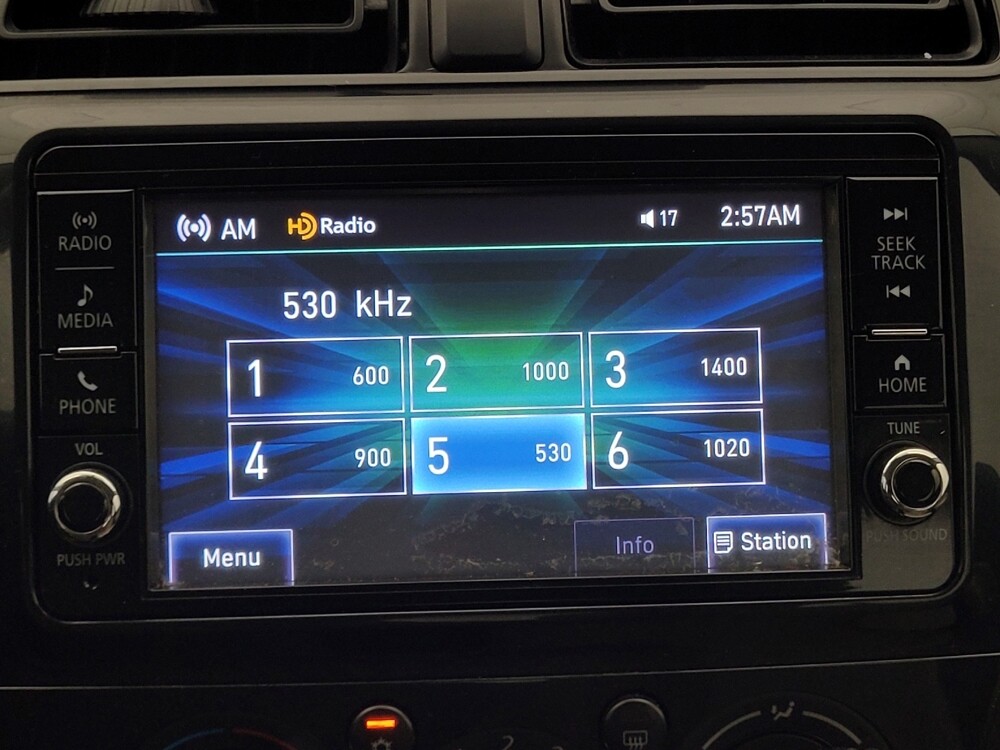 RADIO
MEDIA
PHONE
VOL
PUSH PWR
AM HD Radio 17 2:57AM
530 kHz
1 600 2 1000 3 1400
4 900 5 530 6 1020
Menu Info Station
SEEK
TRACK
HOME
TUNE
PUSH SOUND
2